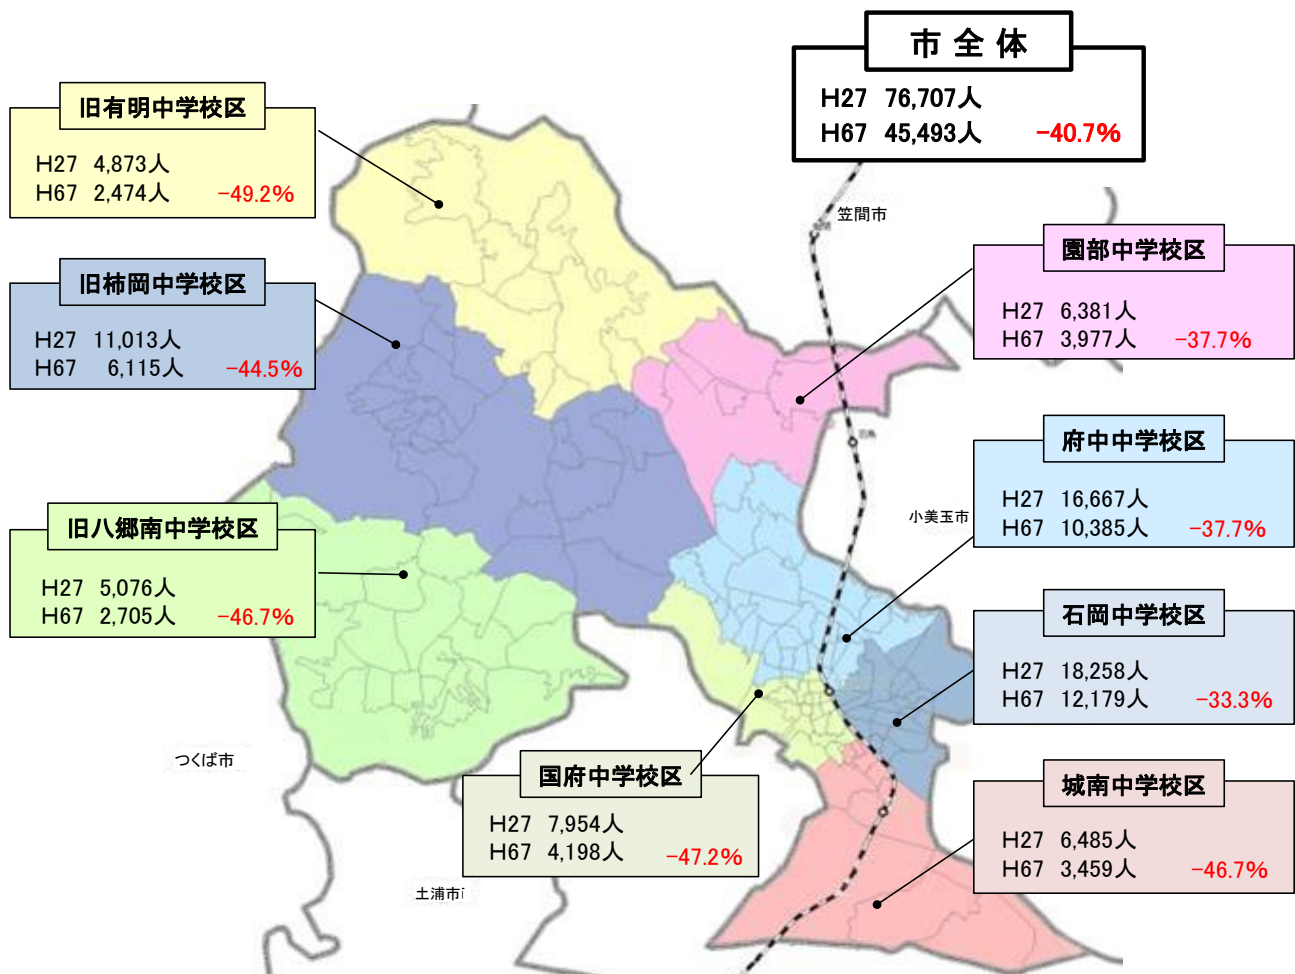 市全体
H27 76,707人
H67 45,493人 -40.7%
旧有明中学校区
H27 4,873人
H67 2,474人 -49.2%
笠間市
園部中学校区
H27 6,381人
H67 3,977人 -37.7%
旧柿岡中学校区
H27 11,013人
H67 6,115人 -44.5%
府中中学校区
H27 16,667人
H67 10,385人 -37.7%
小美玉市
旧八郷南中学校区
H27 5,076人
H67 2,705人 -46.7%
石岡中学校区
H27 18,258人
H67 12,179人 -33.3%
つくば市
国府中学校区
H27 7,954人
H67 4,198人 -47.2%
城南中学校区
H27 6,485人
H67 3,459人 -46.7%
土浦市